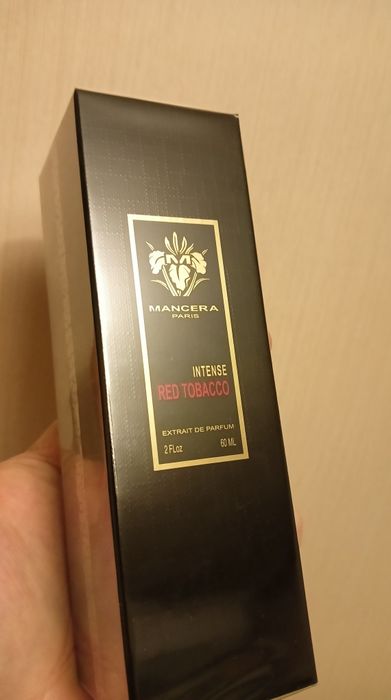 MANCERA
PARIS
INTENSE
RED TOBACCO
EXTRAIT DE PARFUM
2 FLoz 60 ML